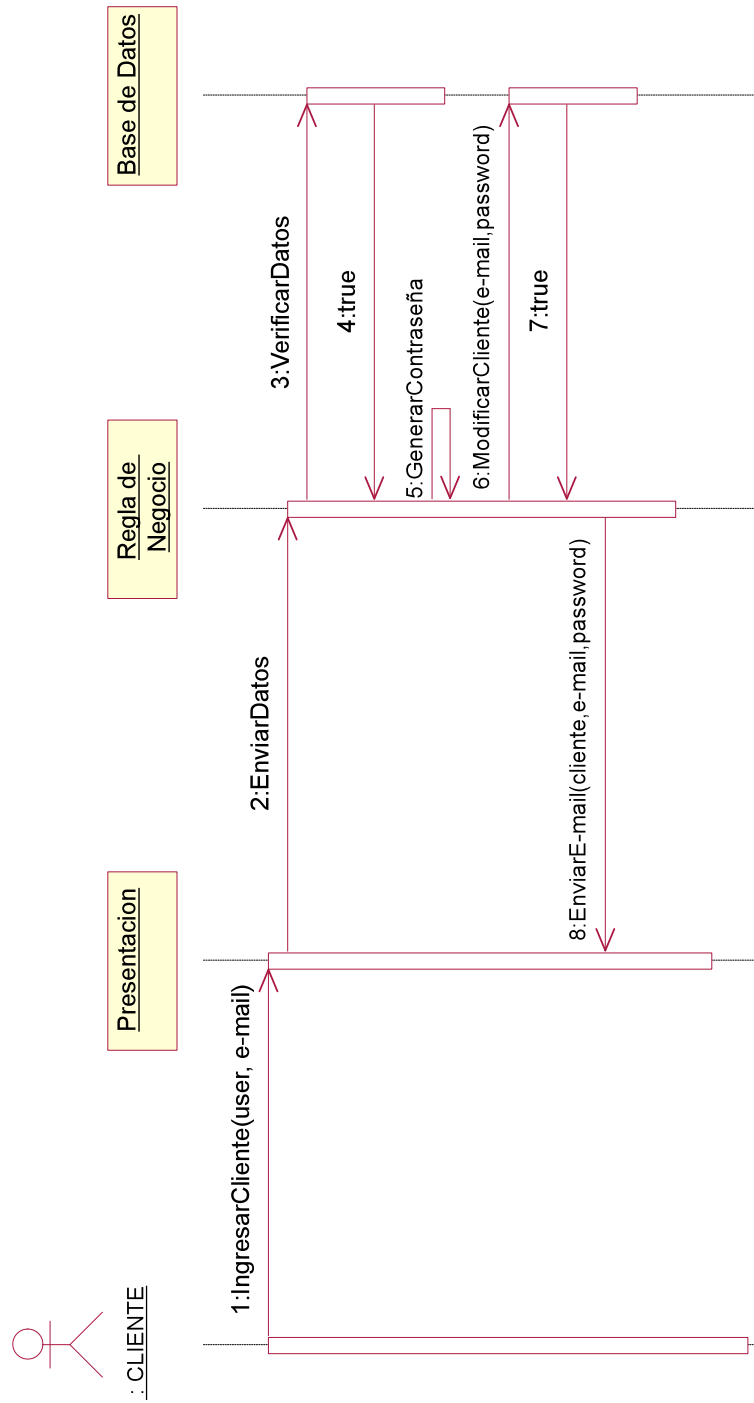 : CLIENTE
Presentacion
Regla de
Negocio
Base de Datos
1:IngresarCliente(user, e-mail)
2:EnviarDatos
3:VerificarDatos
4:true
5:GenerarContraseña
6:ModificarCliente(e-mail,password)
7:true
8:EnviarE-mail(cliente,e-mail,password)